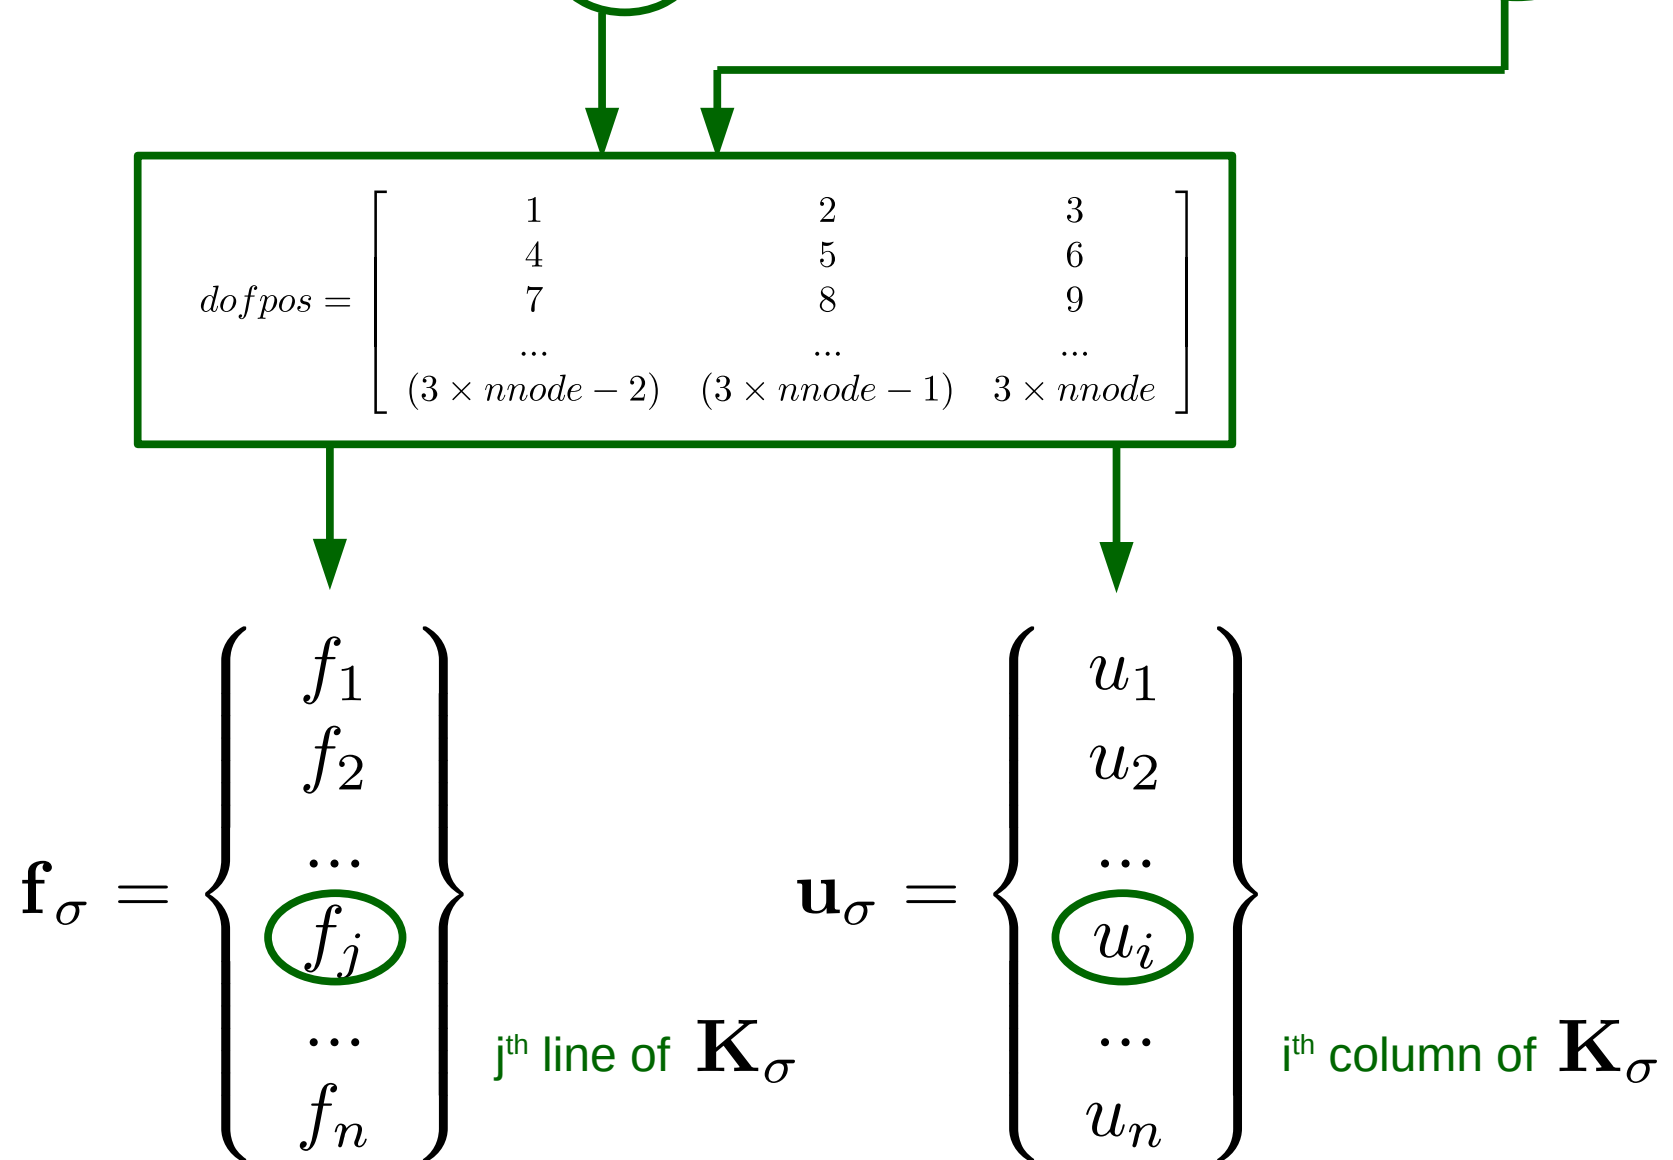 1 2 3
4 5 6
dofpos = 7 8 9
... ... ...
(3 × nnode − 2) (3 × nnode − 1) 3 × nnode
f1 u1
f2 u2
... ...
fσ = uσ =
fj ui
... ...
jth line of Kσ ith column of Kσ
fn un